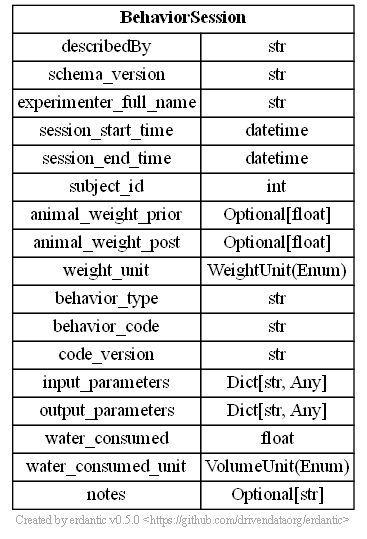 BehaviorSession
describedBy str
schema_version str
experimenter_full_name str
session_start_time datetime
session_end_time datetime
subject_id int
animal_weight_prior Optional[float]
animal_weight_post Optional[float]
weight_unit WeightUnit(Enum)
behavior_type str
behavior_code str
code_version str
input_parameters Dict[str, Any]
output_parameters Dict[str, Any]
water_consumed float
water_consumed_unit VolumeUnit(Enum)
notes Optional[str]
Created by erdantic v0.5.0 <https://github.com/drivendataorg/erdantic>